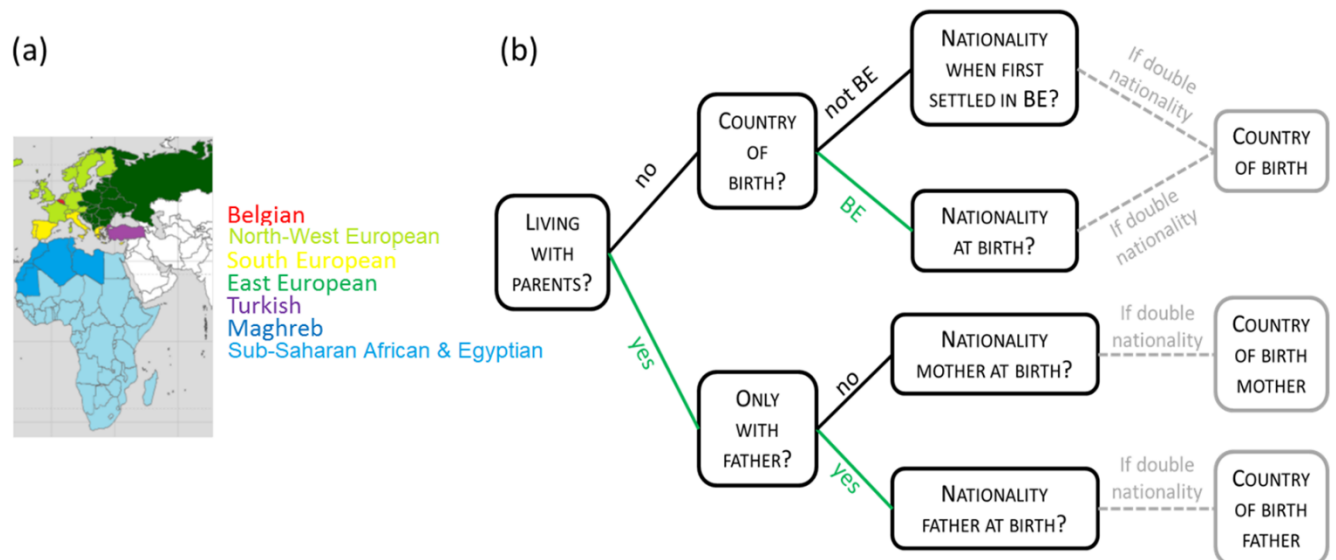 (a)
Belgian
North-West European
South European
East European
Turkish
Maghreb
Sub-Saharan African & Egyptian
(b)
LIVING
WITH
PARENTS?
no
yes
COUNTRY
OF
BIRTH?
not BE
BE
NATIONALITY
WHEN FIRST
SETTLED IN BE?
NATIONALITY
AT BIRTH?
If double
nationality
If double
nationality
COUNTRY
OF BIRTH
ONLY
WITH
FATHER?
no
yes
NATIONALITY
MOTHER AT BIRTH?
If double
nationality
COUNTRY
OF BIRTH
MOTHER
NATIONALITY
FATHER AT BIRTH?
If double
nationality
COUNTRY
OF BIRTH
FATHER